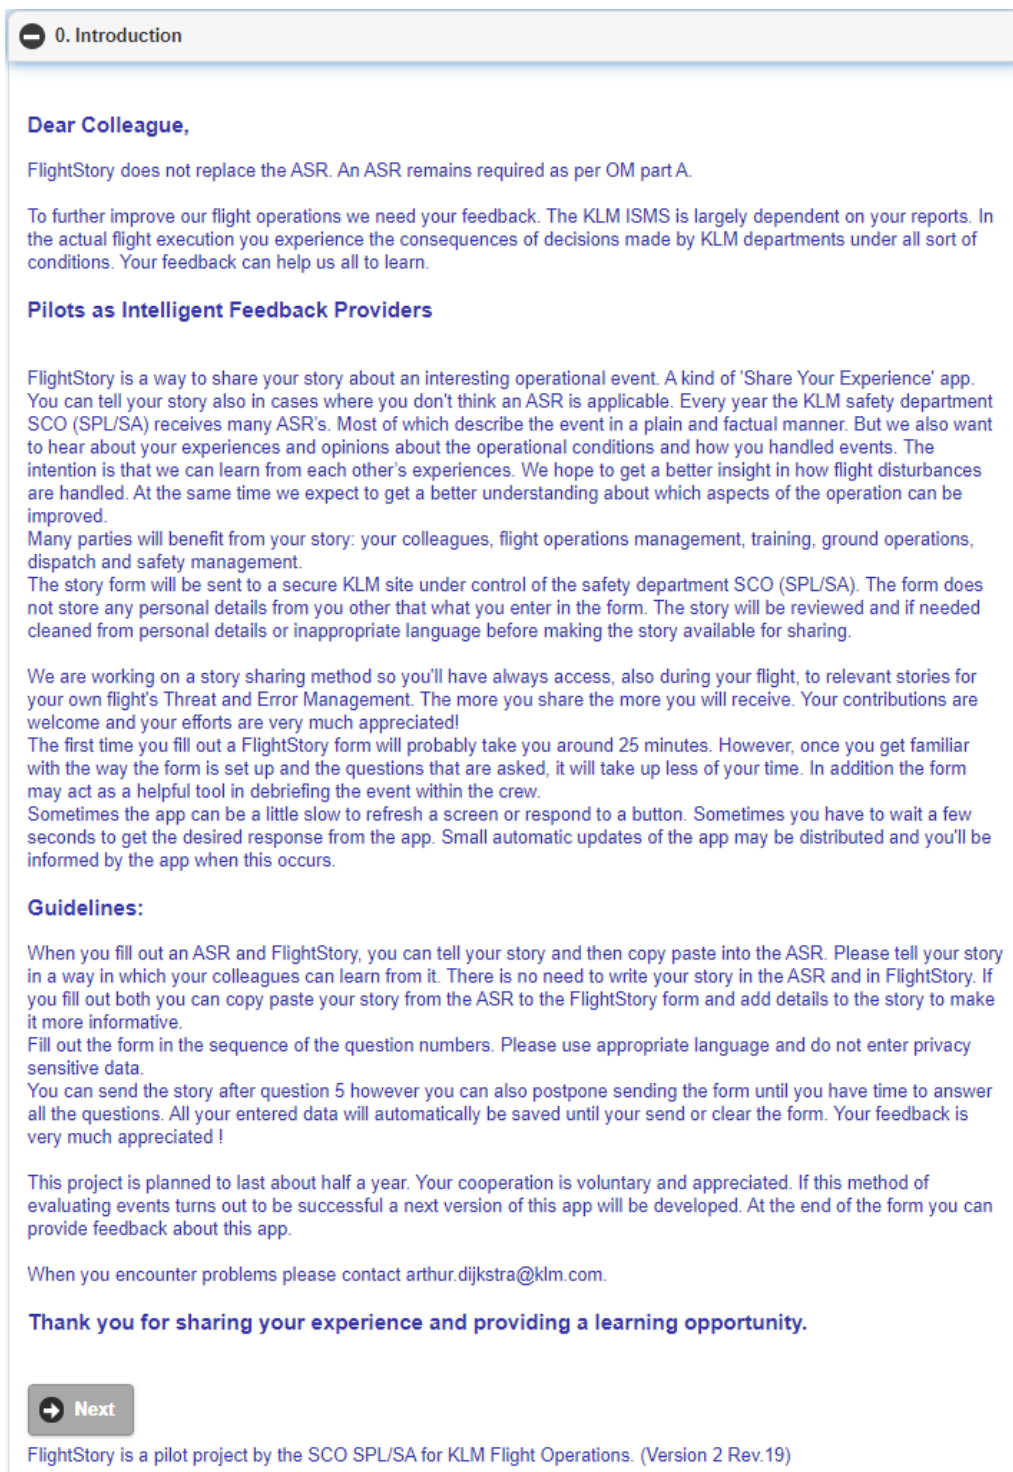 0. Introduction
Dear Colleague,
FlightStory does not replace the ASR. An ASR remains required as per OM part A.
To further improve our flight operations we need your feedback. The KLM ISMS is largely dependent on your reports. In
the actual flight execution you experience the consequences of decisions made by KLM departments under all sort of
conditions. Your feedback can help us all to learn.
Pilots as Intelligent Feedback Providers
FlightStory is a way to share your story about an interesting operational event. A kind of 'Share Your Experience' app.
You can tell your story also in cases where you don't think an ASR is applicable. Every year the KLM safety department
SCO (SPL/SA) receives many ASR's. Most of which describe the event in a plain and factual manner. But we also want
to hear about your experiences and opinions about the operational conditions and how you handled events. The
intention is that we can learn from each other's experiences. We hope to get a better insight in how flight disturbances
are handled. At the same time we expect to get a better understanding about which aspects of the operation can be
improved.
Many parties will benefit from your story: your colleagues, flight operations management, training, ground operations,
dispatch and safety management.
The story form will be sent to a secure KLM site under control of the safety department SCO (SPL/SA). The form does
not store any personal details from you other that what you enter in the form. The story will be reviewed and if needed
cleaned from personal details or inappropriate language before making the story available for sharing.
We are working on a story sharing method so you'll have always access, also during your flight, to relevant stories for
your own flight's Threat and Error Management. The more you share the more you will receive. Your contributions are
welcome and your efforts are very much appreciated!
The first time you fill out a FlightStory form will probably take you around 25 minutes. However, once you get familiar
with the way the form is set up and the questions that are asked, it will take up less of your time. In addition the form
may act as a helpful tool in debriefing the event within the crew.
Sometimes the app can be a little slow to refresh a screen or respond to a button. Sometimes you have to wait a few
seconds to get the desired response from the app. Small automatic updates of the app may be distributed and you'll be
informed by the app when this occurs.
Guidelines:
When you fill out an ASR and FlightStory, you can tell your story and then copy paste into the ASR. Please tell your story
in a way in which your colleagues can learn from it. There is no need to write your story in the ASR and in FlightStory. If
you fill out both you can copy paste your story from the ASR to the FlightStory form and add details to the story to make
it more informative.
Fill out the form in the sequence of the question numbers. Please use appropriate language and do not enter privacy
sensitive data.
You can send the story after question 5 however you can also postpone sending the form until you have time to answer
all the questions. All your entered data will automatically be saved until your send or clear the form. Your feedback is
very much appreciated !
This project is planned to last about half a year. Your cooperation is voluntary and appreciated. If this method of
evaluating events turns out to be successful a next version of this app will be developed. At the end of the form you can
provide feedback about this app.
When you encounter problems please contact arthur.dijkstra@klm.com.
Thank you for sharing your experience and providing a learning opportunity.
Next
FlightStory is a pilot project by the SCO SPL/SA for KLM Flight Operations. (Version 2 Rev.19)